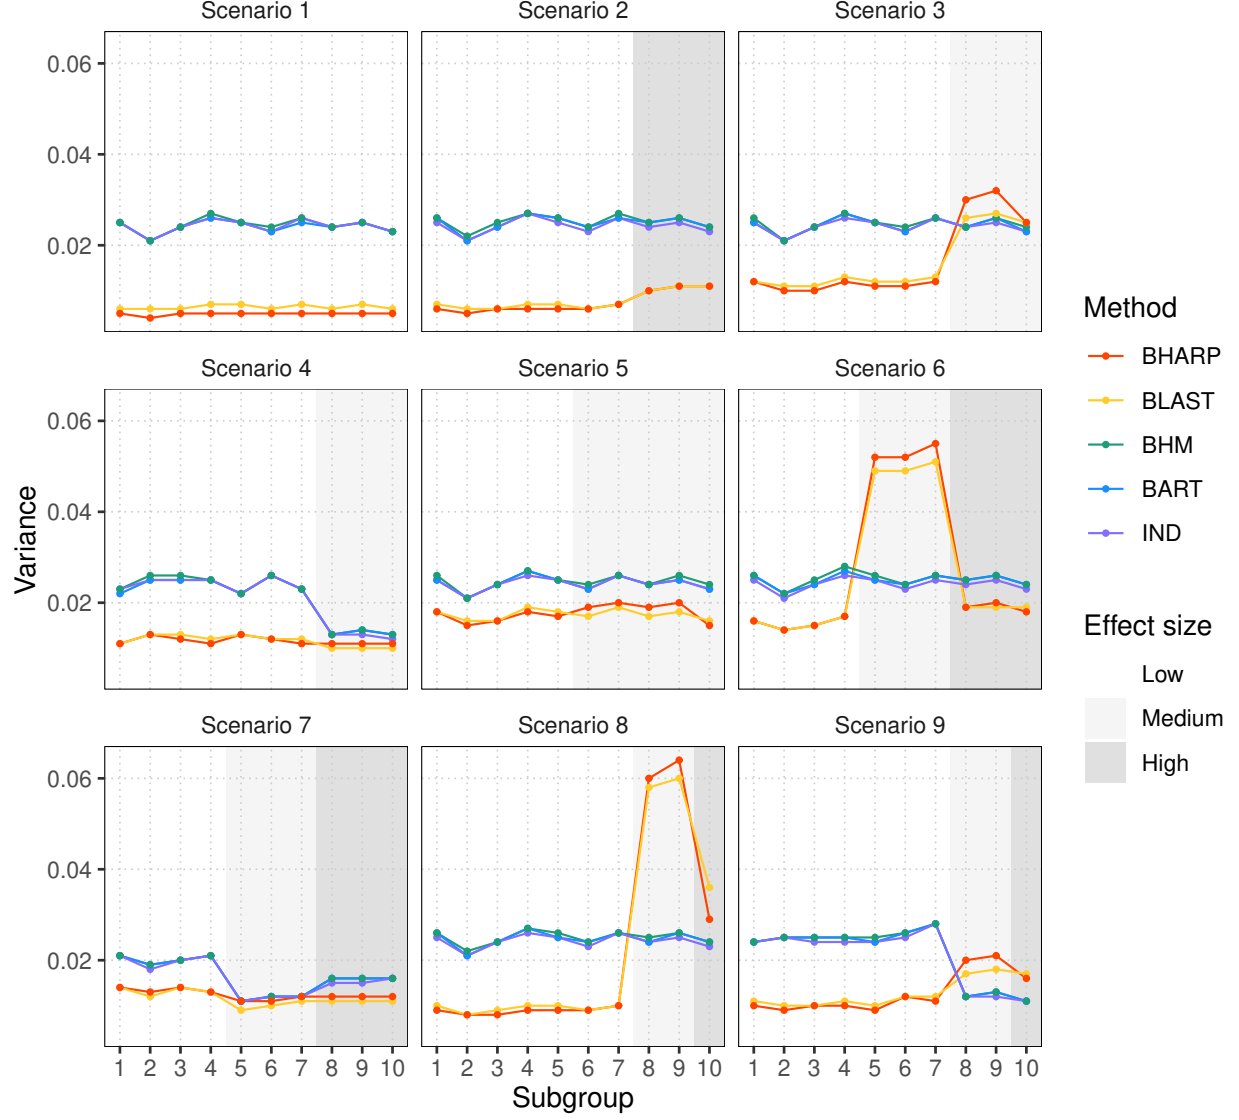 Scenario 1 Scenario 2 Scenario 3
0.06
0.04
0.02
Scenario 4 Scenario 5 Scenario 6
0.06
0.04
0.02
Scenario 7 Scenario 8 Scenario 9
0.06
0.04
0.02
1 2 3 4 5 6 7 8 9 10 1 2 3 4 5 6 7 8 9 10 1 2 3 4 5 6 7 8 9 10
Subgroup
Variance
Method
BHARP
BLAST
BHM
BART
IND
Effect size
Low
Medium
High